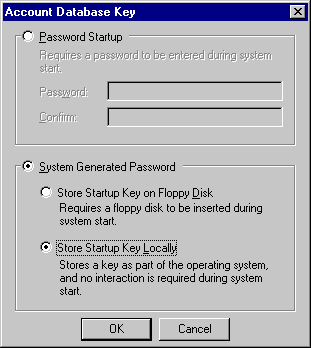 Account Database Key
Password Startup
Requires a password to be entered during system
start.
Password:
Confirm:
System Generated Password
Store Startup Key on Floppy Disk
Requires a floppy disk to be inserted during
system start.
Store Startup Key Locally
Stores a key as part of the operating system,
and no interaction is required during system
start.
OK Cancel